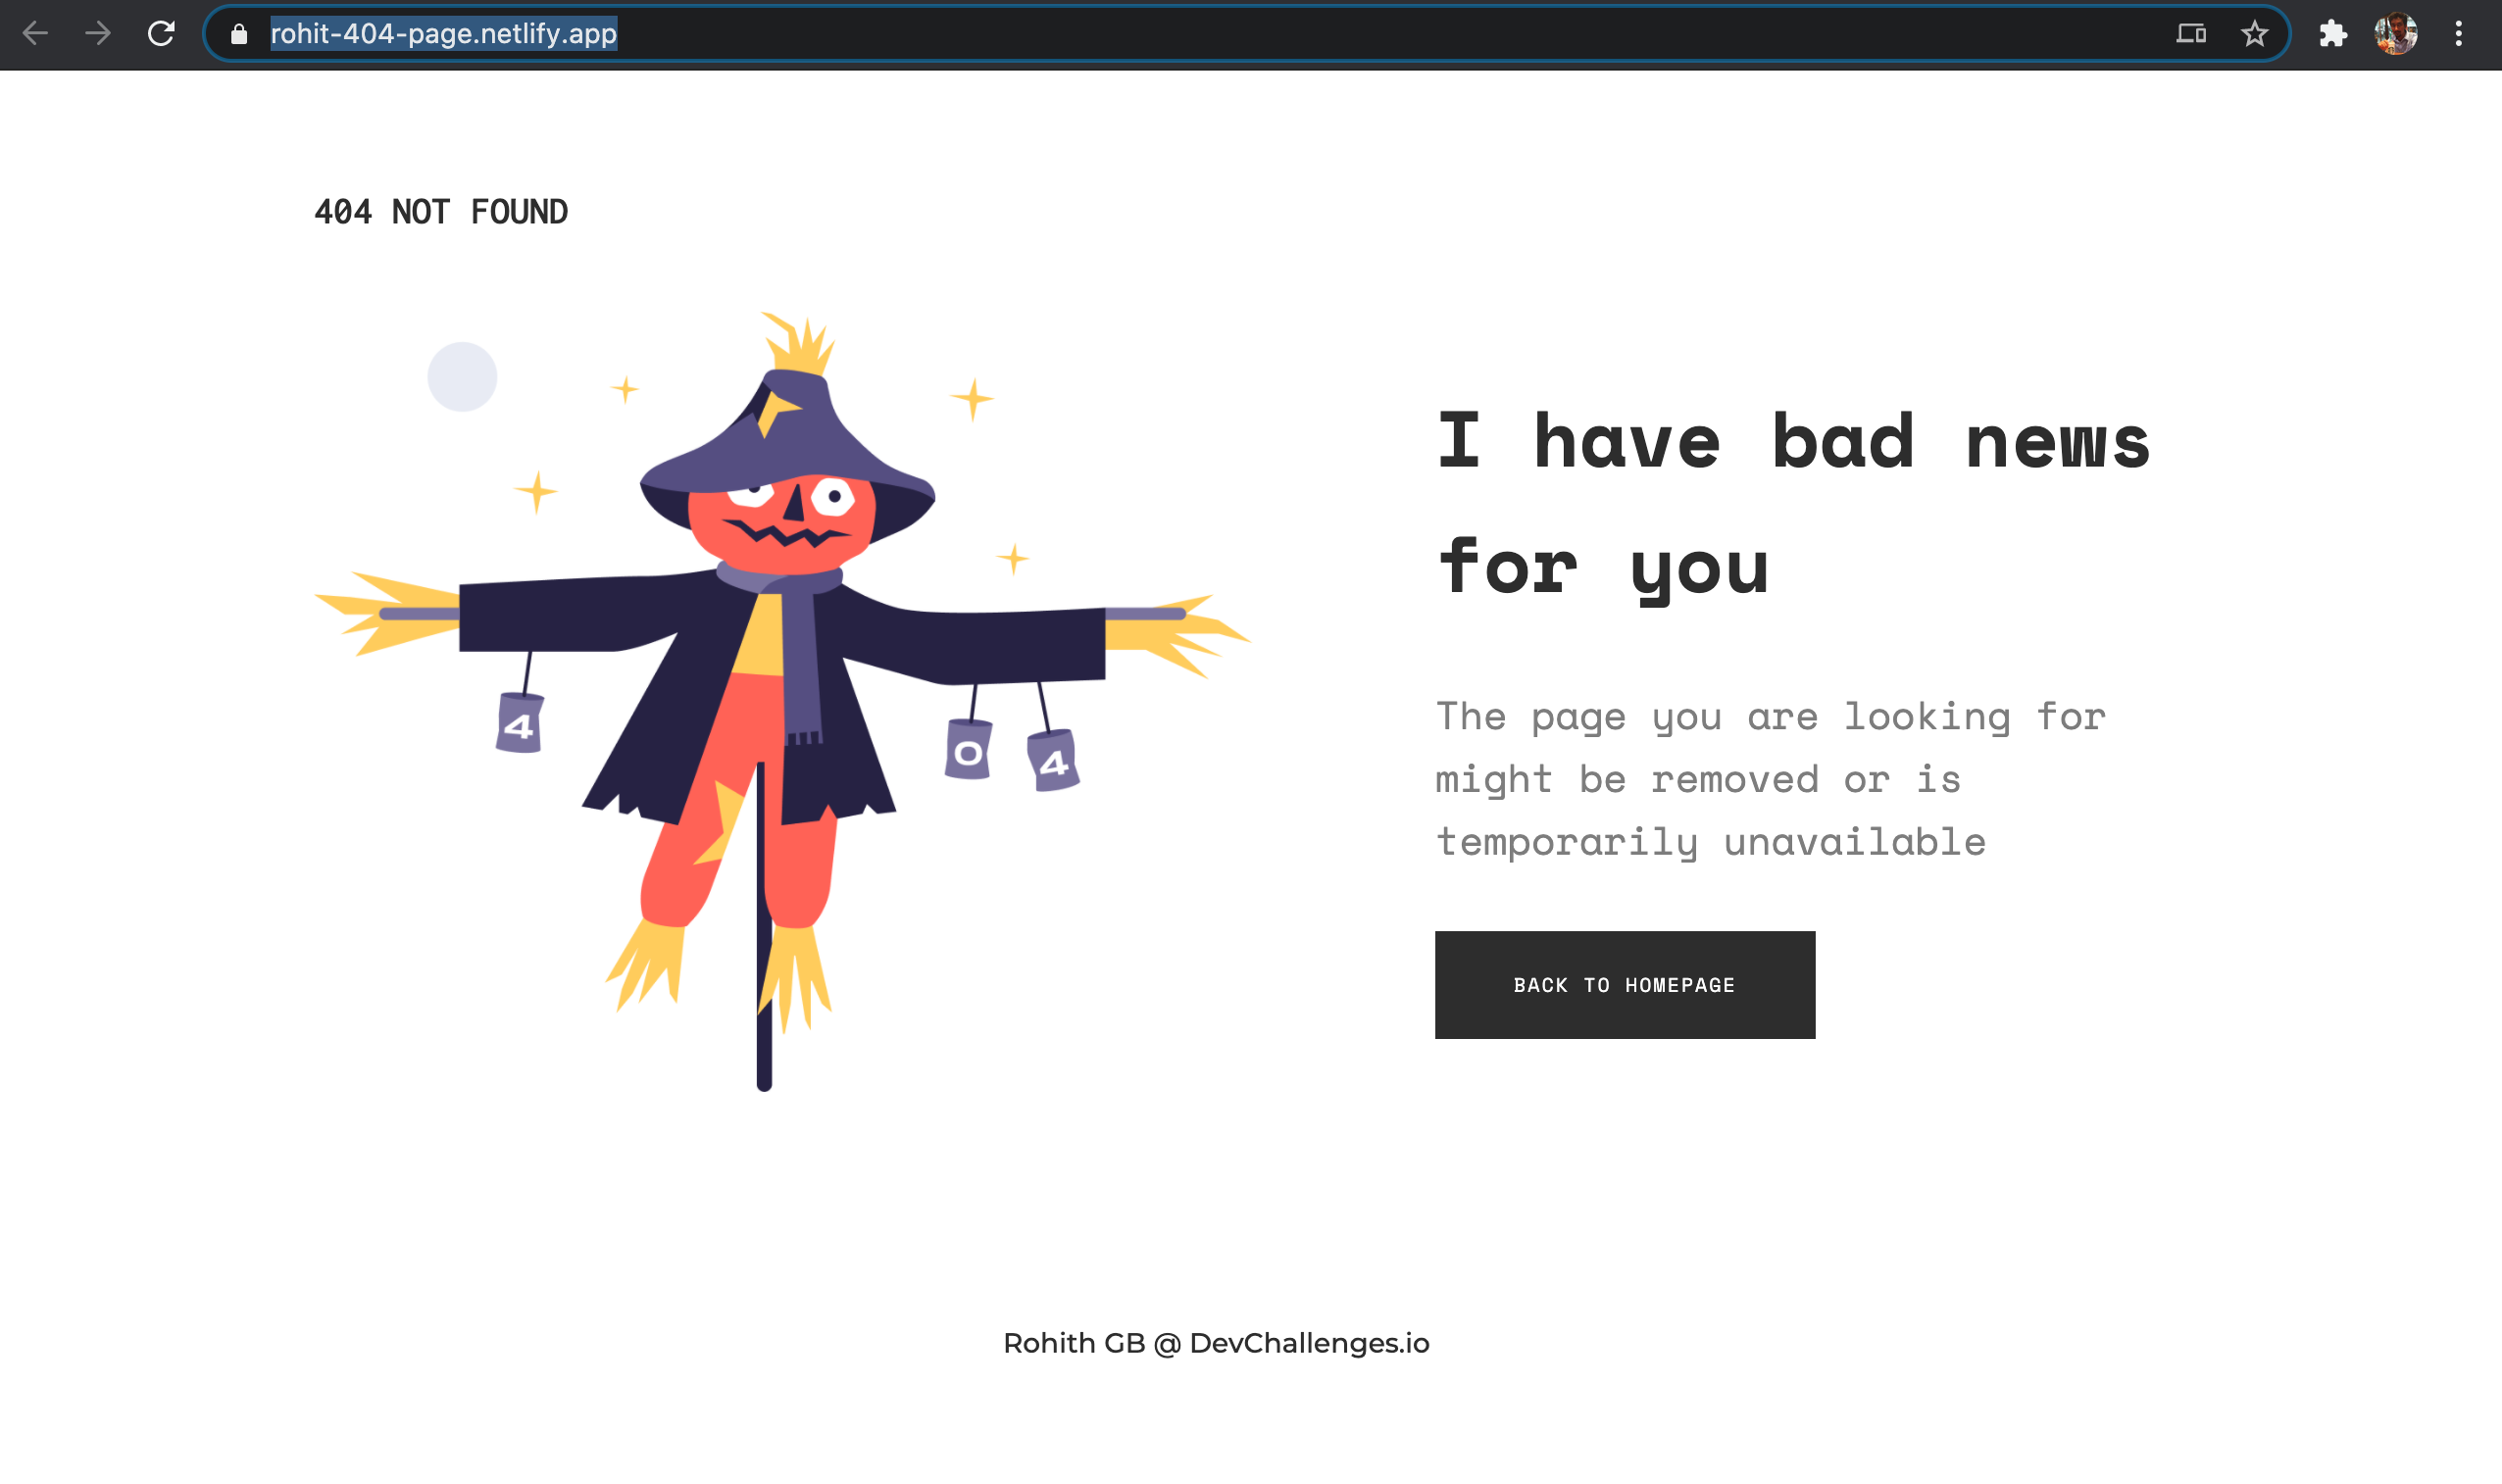 rohit-404-page.netlify.app
404 NOT FOUND
4
0
4
I have bad news
for you
The page you are looking for
might be removed or is
temporarily unavailable
BACK TO HOMEPAGE
Rohith GB @ DevChallenges.io